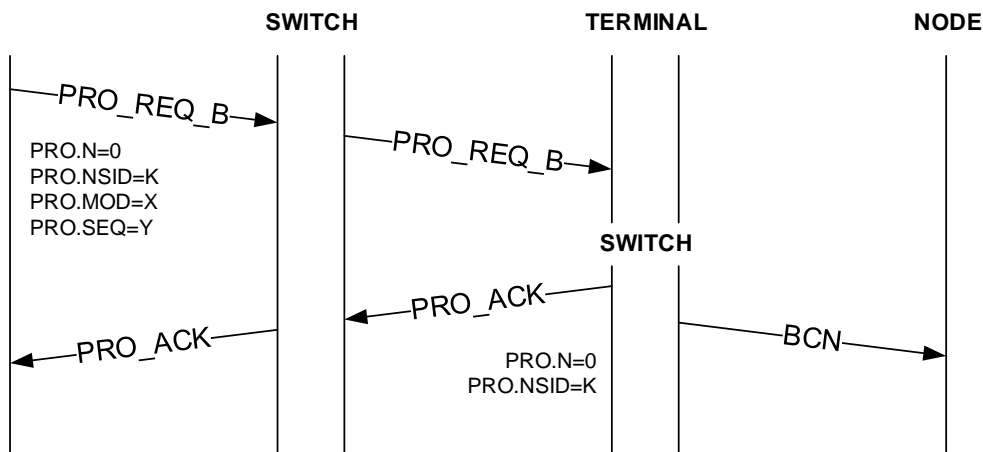 SWITCH
TERMINAL
NODE
PRO_REQ_B
PRO_REQ_B
PRO.N=0
PRO.NSID=K
PRO.MOD=X
PRO.SEQ=Y
SWITCH
PRO_ACK
PRO_ACK
BCN
PRO.N=0
PRO.NSID=K